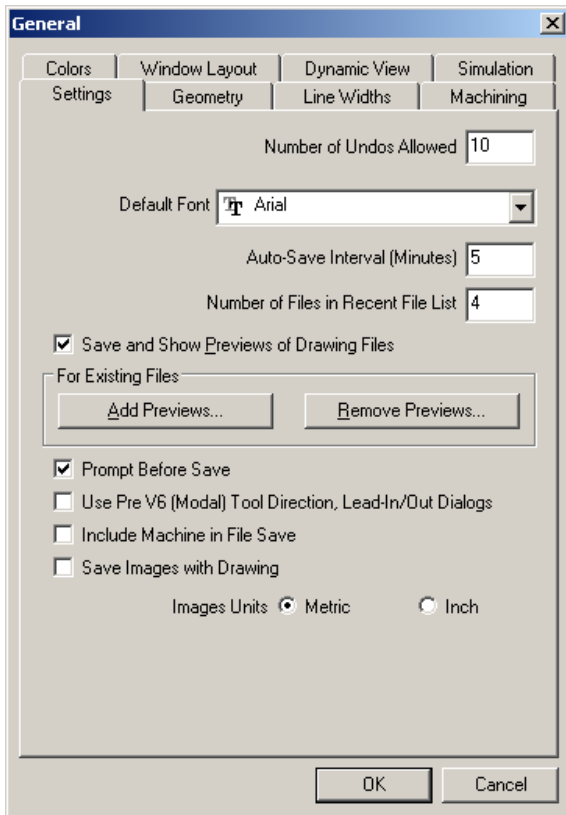 General
Colors Window Layout Dynamic View Simulation
Settings Geometry Line Widths Machining
Number of Undos Allowed 10
Default Font Arial
Auto-Save Interval (Minutes) 5
Number of Files in Recent File List 4
Save and Show Previews of Drawing Files
For Existing Files
Add Previews... Remove Previews...
Prompt Before Save
Use Pre V6 (Modal) Tool Direction, Lead-In/Out Dialogs
Include Machine in File Save
Save Images with Drawing
Images Units Metric Inch
OK Cancel